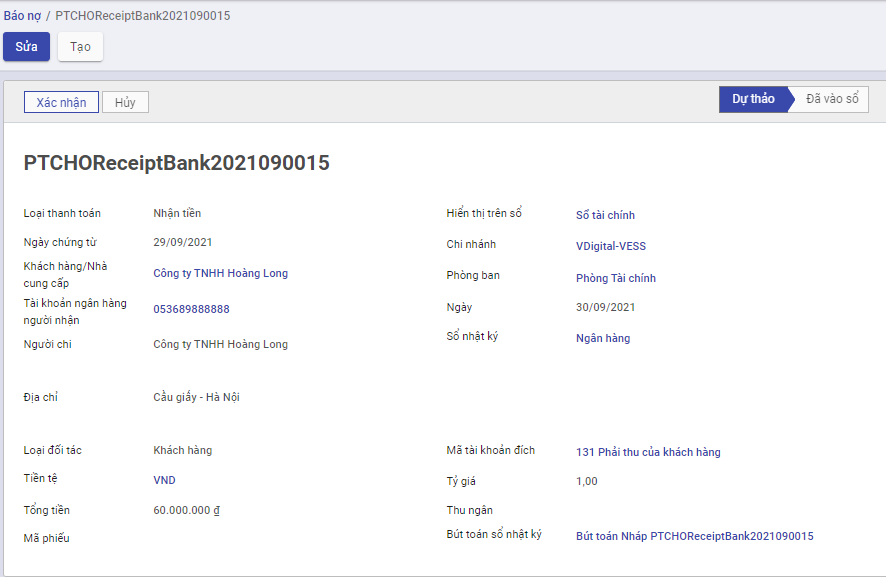 Báo nợ / PTCHOReceiptBank2021090015
Sửa Tạo
Xác nhận Hủy Dự thảo Đã vào sổ
PTCHOReceiptBank2021090015
Loại thanh toán Nhận tiền
Ngày chứng từ 29/09/2021
Khách hàng/Nhà
cung cấp Công ty TNHH Hoàng Long
Tài khoản ngân hàng
người nhận 053689888888
Người chi Công ty TNHH Hoàng Long
Địa chỉ Cầu giấy - Hà Nội
Hiển thị trên sổ Sổ tài chính
Chi nhánh VDigital-VESS
Phòng ban Phòng Tài chính
Ngày 30/09/2021
Sổ nhật ký Ngân hàng
Loại đối tác Khách hàng
Tiền tệ VND
Tổng tiền 60.000.000 ₫
Mã phiếu
Mã tài khoản đích 131 Phải thu của khách hàng
Tỷ giá 1,00
Thu ngân
Bút toán sổ nhật ký Bút toán Nháp PTCHOReceiptBank2021090015